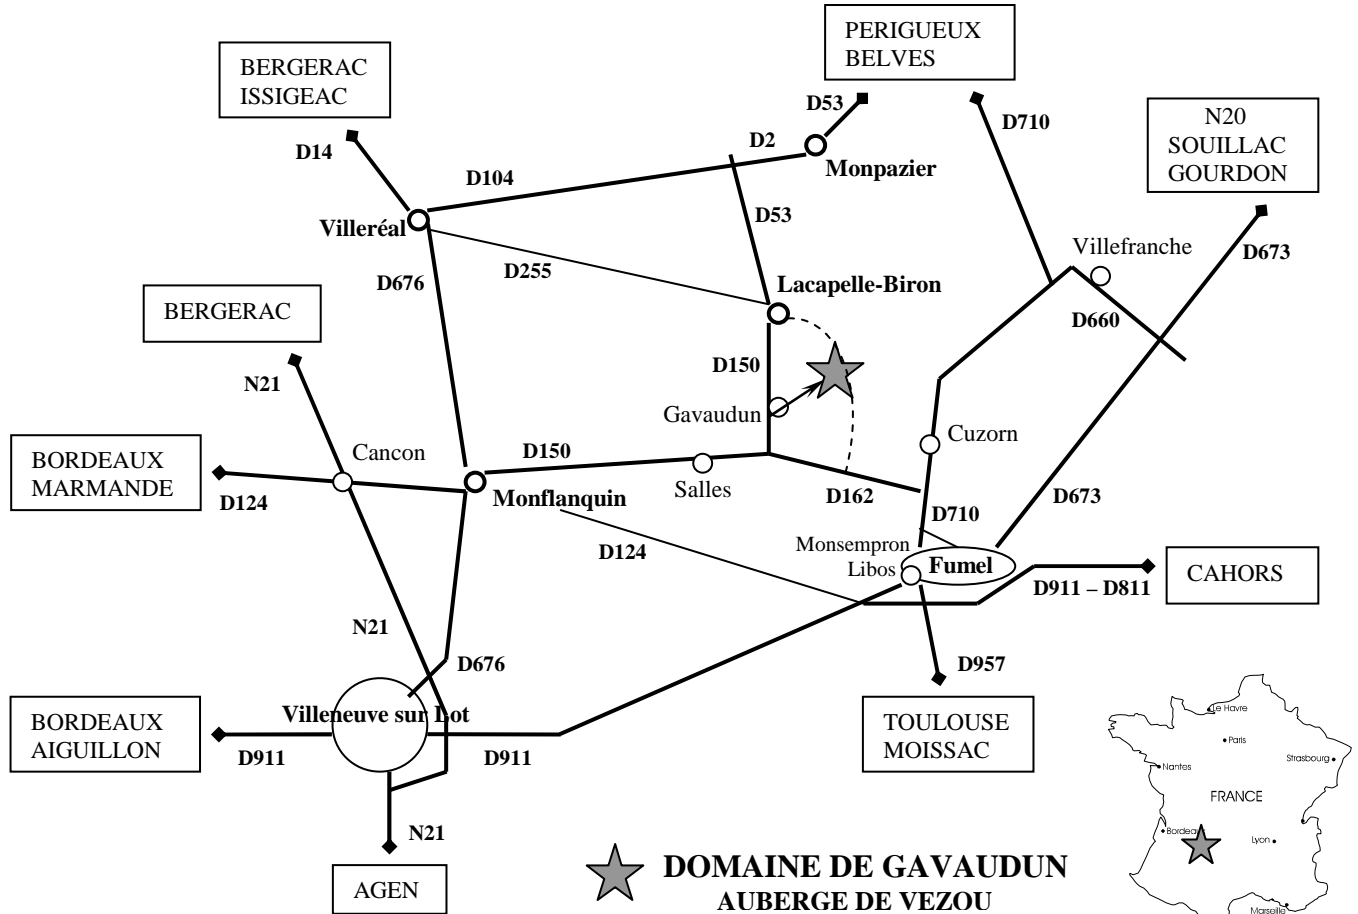 PERIGUEUX
BELVES
BERGERAC
ISSIGEAC
D53
N20
SOUILLAC
GOURDON
D710
D14
D2
Monpazier
D104
D53
Villeréal
Villefranche
D673
D255
D676
Lacapelle-Biron
BERGERAC
D660
D150
N21
Gavaudun
Cuzorn
Cancon
BORDEAUX
MARMANDE
D150
D124
Salles
Monflanquin
D162
D673
D710
D124
Monsempron
Libos
Fumel
CAHORS
D911 – D811
N21
D676
D957
Villeneuve sur Lot
BORDEAUX
AIGUILLON
D911
D911
TOULOUSE
MOISSAC
Le Havre
Paris
Strasbourg
Nantes
FRANCE
Bordeaux
Lyon
Marseille
N21
AGEN
DOMAINE DE GAVAUDUN
AUBERGE DE VEZOU